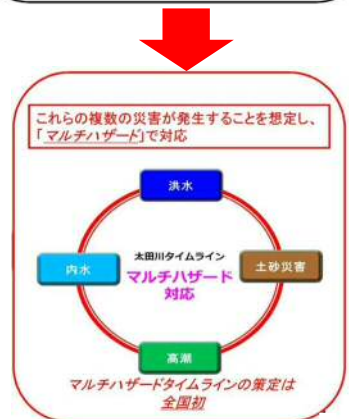 これらの複数の災害が発生することを想定し、
「マルチハザード」で対応
洪水
内水
太田川タイムライン
マルチハザード
対応
土砂災害
高潮
マルチハザードタイムラインの策定は
全国初